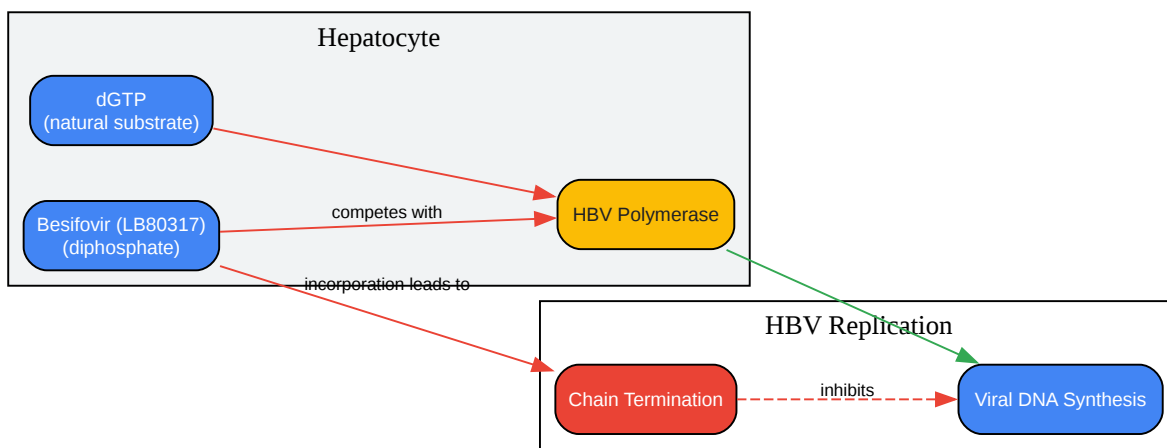 Hepatocyte
dGTP
(natural substrate)
Besifovir (LB80317)
(diphosphate)
competes with
HBV Polymerase
incorporation leads to
HBV Replication
Chain Termination
inhibits
Viral DNA Synthesis